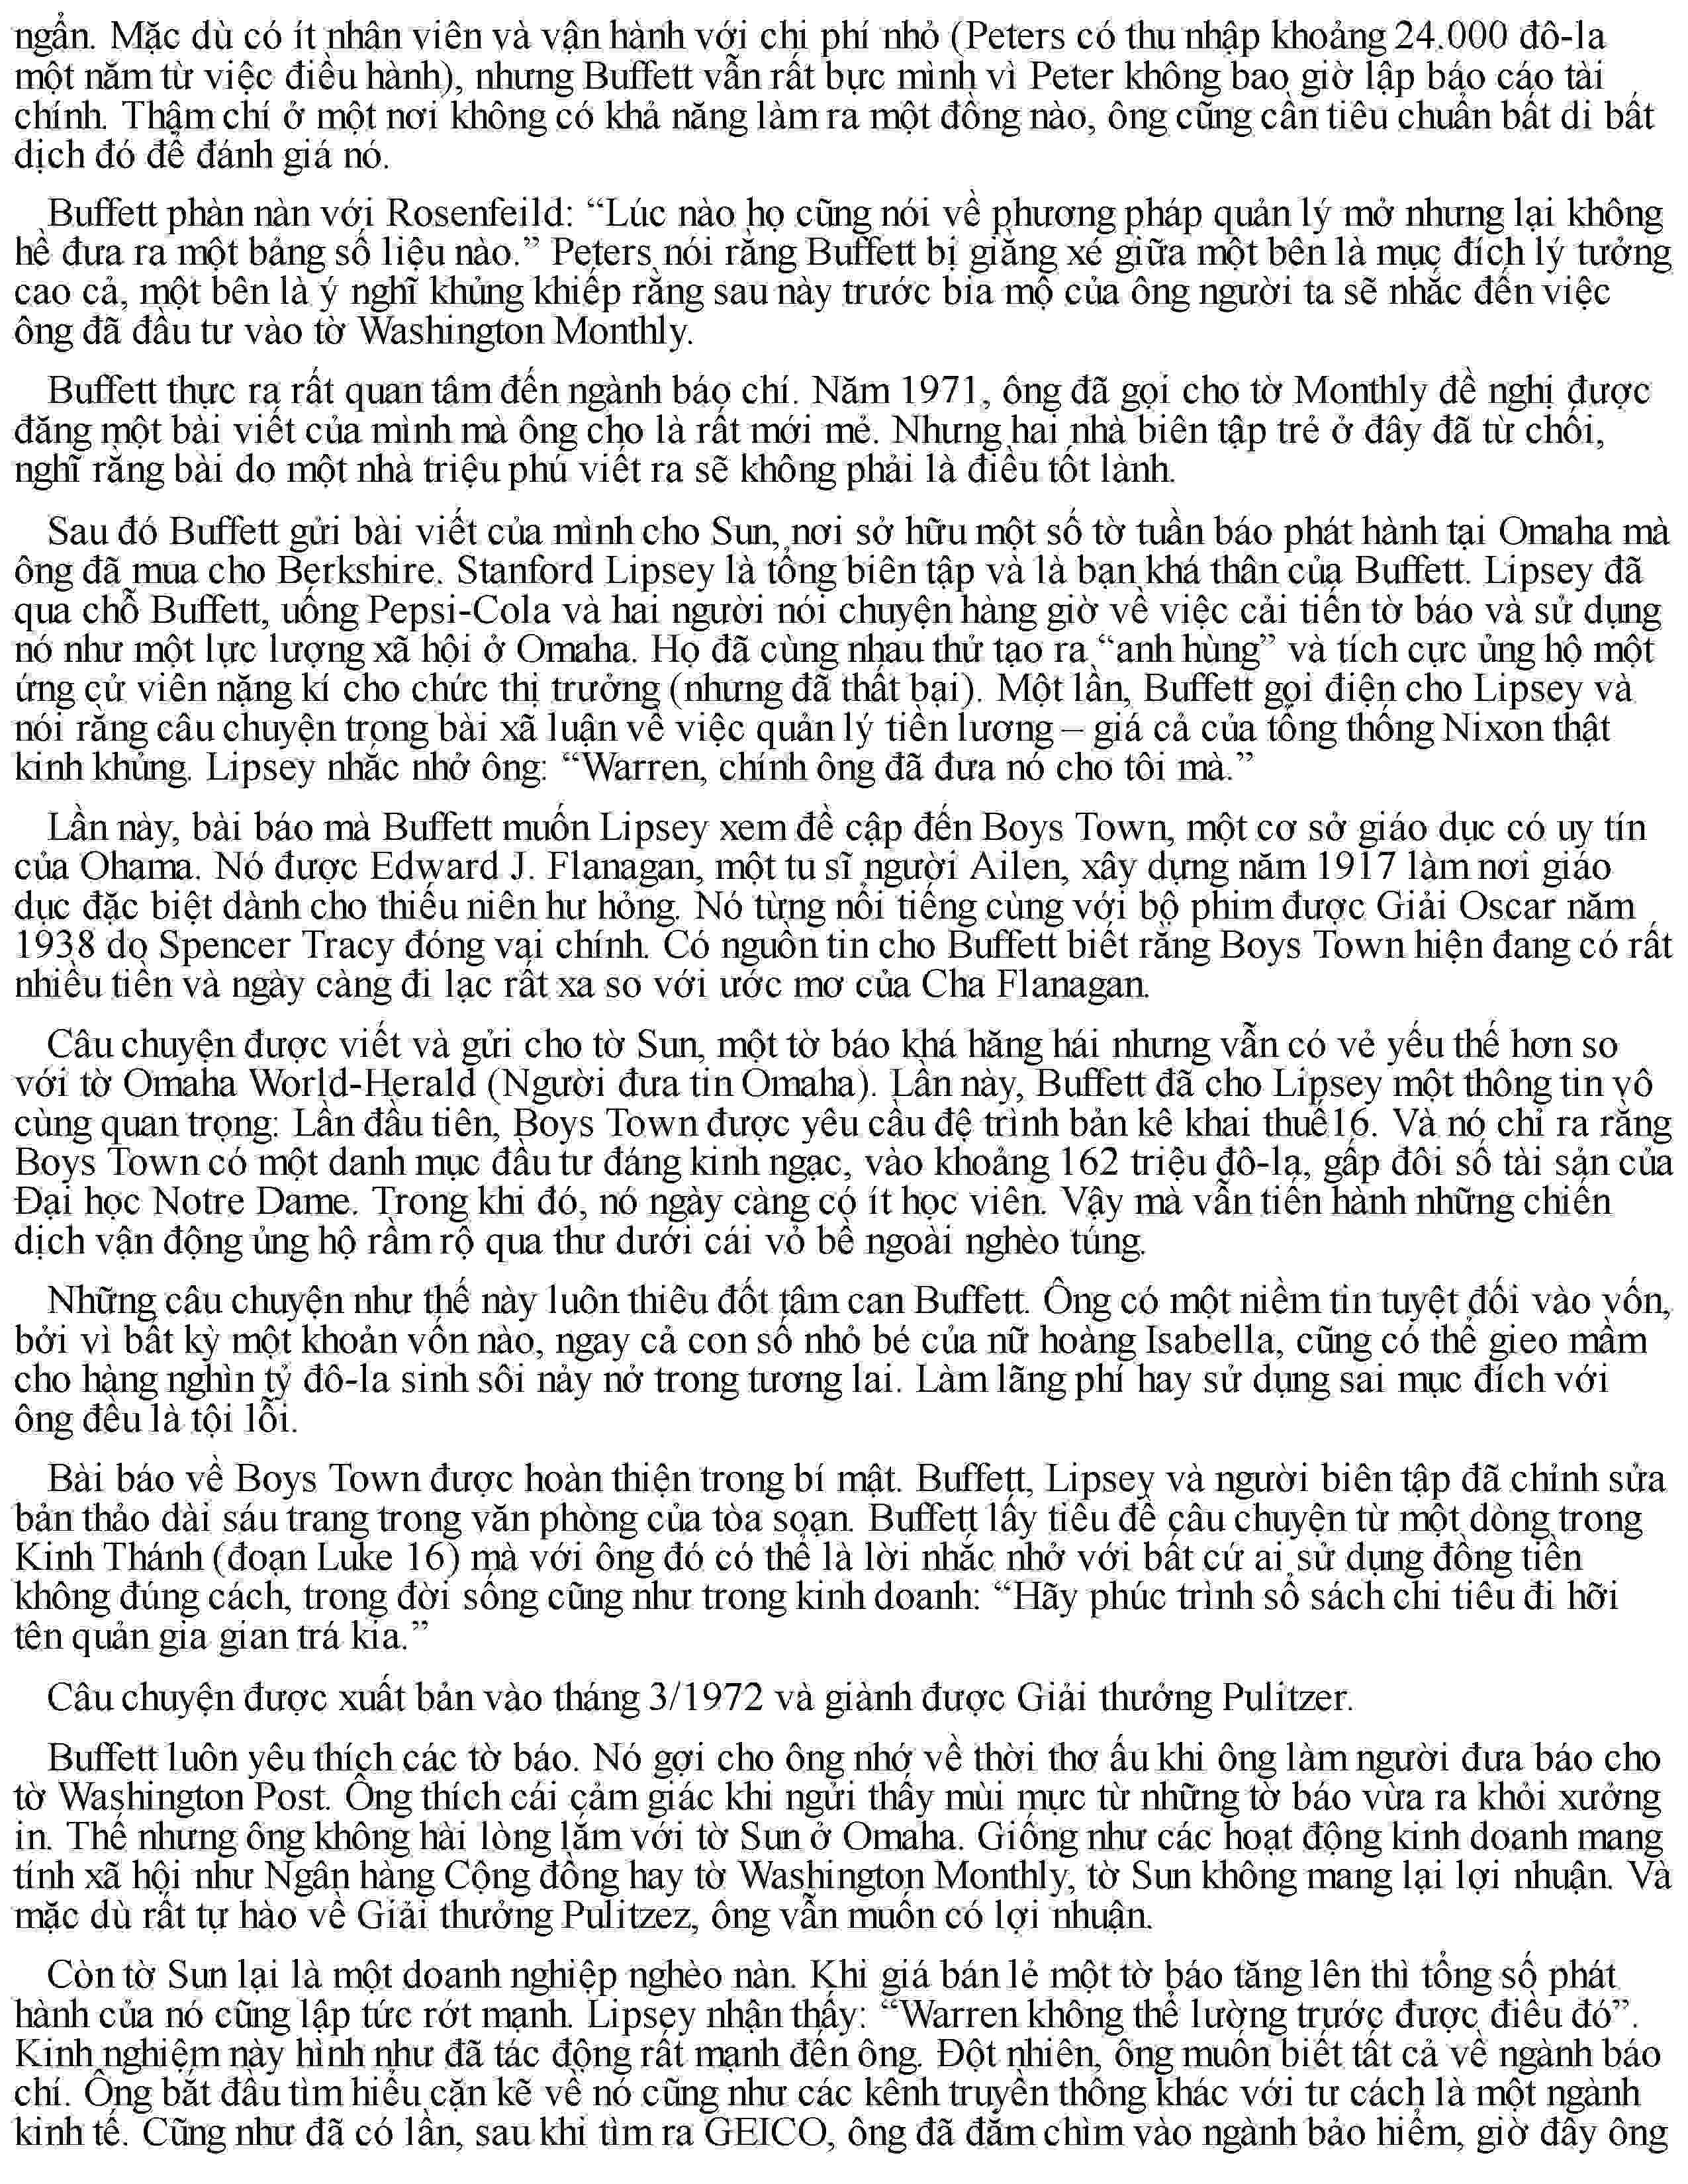 ngẩn. Mặc dù có ít nhân viên và vận hành với chi phí nhỏ (Peters có thu nhập khoảng 24.000 đô-la
một năm từ việc điều hành), nhưng Buffett vẫn rất bực mình vì Peter không bao giờ lập báo cáo tài
chính. Thậm chí ở một nơi không có khả năng làm ra một đồng nào, ông cũng cần tiêu chuẩn bất di bất
dịch đó để đánh giá nó.
Buffett phàn nàn với Rosenfeild: “Lúc nào họ cũng nói về phương pháp quản lý mở nhưng lại không
hề đưa ra một bảng số liệu nào.” Peters nói rằng Buffett bị giằng xé giữa một bên là mục đích lý tưởng
cao cả, một bên là ý nghĩ khủng khiếp rằng sau này trước bia mộ của ông người ta sẽ nhắc đến việc
ông đã đầu tư vào tờ Washington Monthly.
Buffett thực ra rất quan tâm đến ngành báo chí. Năm 1971, ông đã gọi cho tờ Monthly đề nghị được
đăng một bài viết của mình mà ông cho là rất mới mẻ. Nhưng hai nhà biên tập trẻ ở đây đã từ chối,
nghĩ rằng bài do một nhà triệu phú viết ra sẽ không phải là điều tốt lành.
Sau đó Buffett gửi bài viết của mình cho Sun, nơi sở hữu một số tờ tuần báo phát hành tại Omaha mà
ông đã mua cho Berkshire. Stanford Lipsey là tổng biên tập và là bạn khá thân của Buffett. Lipsey đã
qua chỗ Buffett, uống Pepsi-Cola và hai người nói chuyện hàng giờ về việc cải tiến tờ báo và sử dụng
nó như một lực lượng xã hội ở Omaha. Họ đã cùng nhau thử tạo ra “anh hùng” và tích cực ủng hộ một
ứng cử viên nặng kí cho chức thị trưởng (nhưng đã thất bại). Một lần, Buffett gọi điện cho Lipsey và
nói rằng câu chuyện trong bài xã luận về việc quản lý tiền lương – giá cả của tổng thống Nixon thật
kinh khủng. Lipsey nhắc nhở ông: “Warren, chính ông đã đưa nó cho tôi mà.”
Lần này, bài báo mà Buffett muốn Lipsey xem đề cập đến Boys Town, một cơ sở giáo dục có uy tín
của Ohama. Nó được Edward J. Flanagan, một tu sĩ người Ailen, xây dựng năm 1917 làm nơi giáo
dục đặc biệt dành cho thiếu niên hư hỏng. Nó từng nổi tiếng cùng với bộ phim được Giải Oscar năm
1938 do Spencer Tracy đóng vai chính. Có nguồn tin cho Buffett biết rằng Boys Town hiện đang có rất
nhiều tiền và ngày càng đi lạc rất xa so với ước mơ của Cha Flanagan.
Câu chuyện được viết và gửi cho tờ Sun, một tờ báo khá hăng hái nhưng vẫn có vẻ yếu thế hơn so
với tờ Omaha World-Herald (Người đưa tin Omaha). Lần này, Buffett đã cho Lipsey một thông tin vô
cùng quan trọng: Lần đầu tiên, Boys Town được yêu cầu đệ trình bản kê khai thuế16. Và nó chỉ ra rằng
Boys Town có một danh mục đầu tư đáng kinh ngạc, vào khoảng 162 triệu đô-la, gấp đôi số tài sản của
Đại học Notre Dame. Trong khi đó, nó ngày càng có ít học viên. Vậy mà vẫn tiến hành những chiến
dịch vận động ủng hộ rầm rộ qua thư dưới cái vỏ bề ngoài nghèo túng.
Những câu chuyện như thế này luôn thiêu đốt tâm can Buffett. Ông có một niềm tin tuyệt đối vào vốn,
bởi vì bất kỳ một khoản vốn nào, ngay cả con số nhỏ bé của nữ hoàng Isabella, cũng có thể gieo mầm
cho hàng nghìn tỷ đô-la sinh sôi nảy nở trong tương lai. Làm lãng phí hay sử dụng sai mục đích với
ông đều là tội lỗi.
Bài báo về Boys Town được hoàn thiện trong bí mật. Buffett, Lipsey và người biên tập đã chỉnh sửa
bản thảo dài sáu trang trong văn phòng của tòa soạn. Buffett lấy tiêu đề câu chuyện từ một dòng trong
Kinh Thánh (đoạn Luke 16) mà với ông đó có thể là lời nhắc nhở với bất cứ ai sử dụng đồng tiền
không đúng cách, trong đời sống cũng như trong kinh doanh: “Hãy phúc trình sổ sách chi tiêu đi hỡi
tên quản gia gian trá kia.”
Câu chuyện được xuất bản vào tháng 3/1972 và giành được Giải thưởng Pulitzer.
Buffett luôn yêu thích các tờ báo. Nó gợi cho ông nhớ về thời thơ ấu khi ông làm người đưa báo cho
tờ Washington Post. Ông thích cái cảm giác khi ngửi thấy mùi mực từ những tờ báo vừa ra khỏi xưởng
in. Thế nhưng ông không hài lòng lắm với tờ Sun ở Omaha. Giống như các hoạt động kinh doanh mang
tính xã hội như Ngân hàng Cộng đồng hay tờ Washington Monthly, tờ Sun không mang lại lợi nhuận. Và
mặc dù rất tự hào về Giải thưởng Pulitzez, ông vẫn muốn có lợi nhuận.
Còn tờ Sun lại là một doanh nghiệp nghèo nàn. Khi giá bán lẻ một tờ báo tăng lên thì tổng số phát
hành của nó cũng lập tức rớt mạnh. Lipsey nhận thấy: “Warren không thể lường trước được điều đó”.
Kinh nghiệm này hình như đã tác động rất mạnh đến ông. Đột nhiên, ông muốn biết tất cả về ngành báo
chí. Ông bắt đầu tìm hiểu cặn kẽ về nó cũng như các kênh truyền thông khác với tư cách là một ngành
kinh tế. Cũng như đã có lần, sau khi tìm ra GEICO, ông đã đắm chìm vào ngành bảo hiểm, giờ đây ông